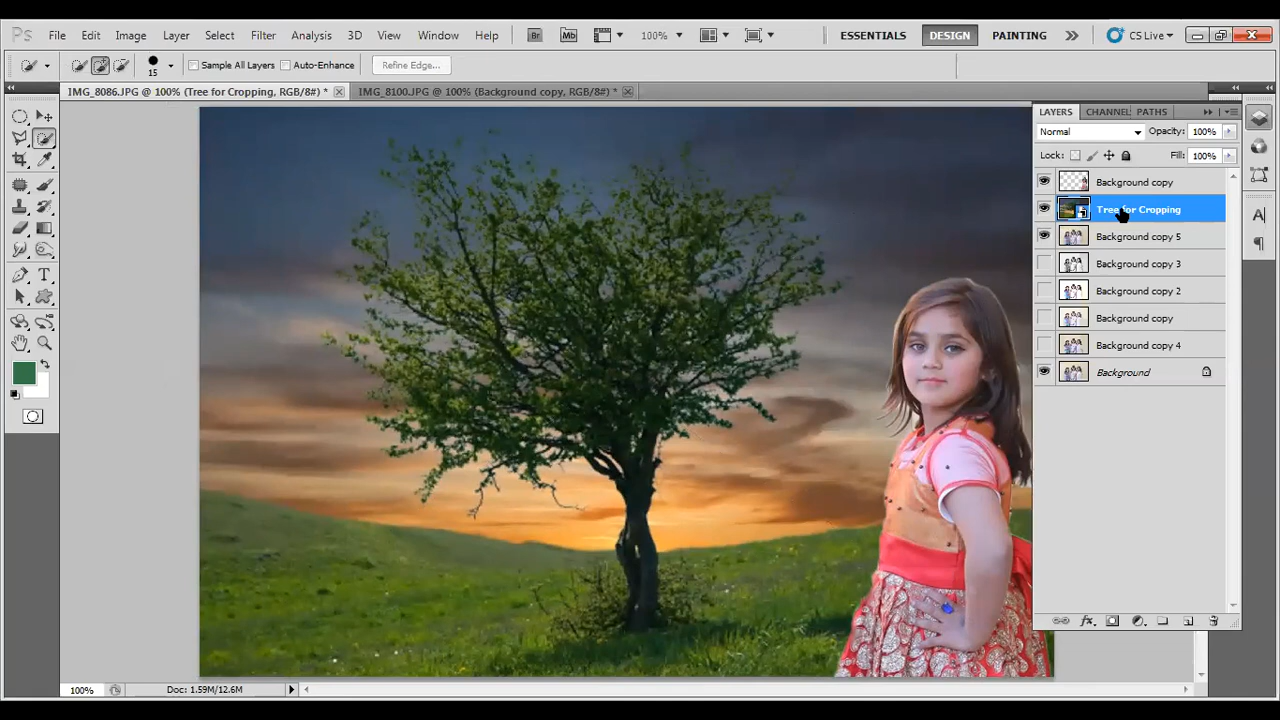 Ps File Edit Image Layer Select Filter Analysis 3D View Window Help Br Mb 100% ESSENTIALS DESIGN PAINTING CS Live
15 Sample All Layers Auto-Enhance Refine Edge...
IMG_8086.JPG @ 100% (Tree for Cropping, RGB/8#) * IMG_8100.JPG @ 100% (Background copy, RGB/8#) *
LAYERS CHANNEL PATHS
Normal Opacity: 100%
Lock: Fill: 100%
Background copy
Tree for Cropping
Background copy 5
Background copy 3
Background copy 2
Background copy
Background copy 4
Background
100% Doc: 1.59M/12.6M